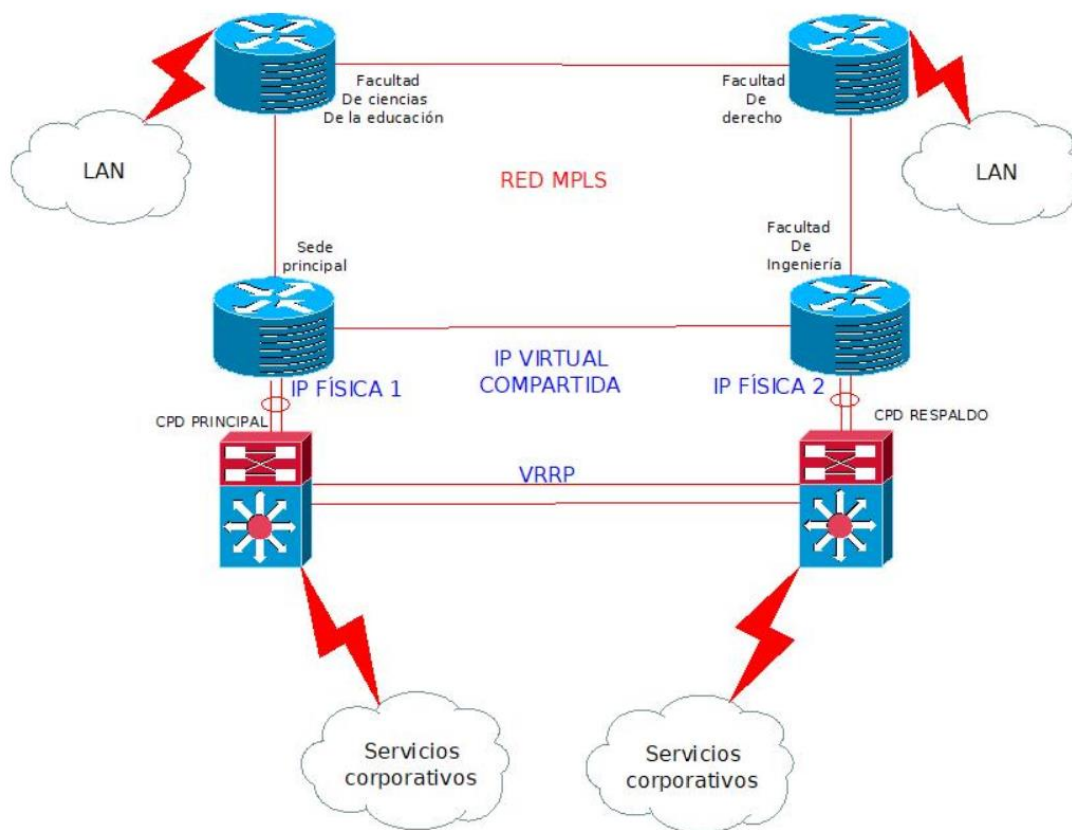 Facultad
De ciencias
De la educación
Facultad
De
derecho
LAN
LAN
RED MPLS
Sede
principal
Facultad
De
Ingeniería
IP VIRTUAL
COMPARTIDA
IP FÍSICA 1
IP FÍSICA 2
CPD PRINCIPAL
CPD RESPALDO
VRRP
Servicios
corporativos
Servicios
corporativos